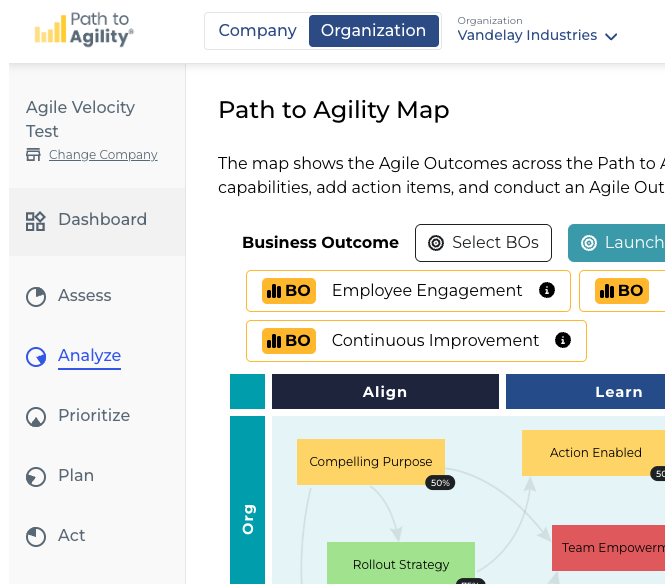 Path to
Agility®
Company
Organization
Organization
Vandelay Industries
Agile Velocity
Test
Change Company
Dashboard
Assess
Analyze
Prioritize
Plan
Act
Path to Agility Map
The map shows the Agile Outcomes across the Path to
capabilities, add action items, and conduct an Agile Out
Business Outcome
Select BOs
Launch
BO Employee Engagement
BO
BO Continuous Improvement
Align
Learn
Org
Compelling Purpose
50%
Action Enabled
Team Empowerm
Rollout Strategy